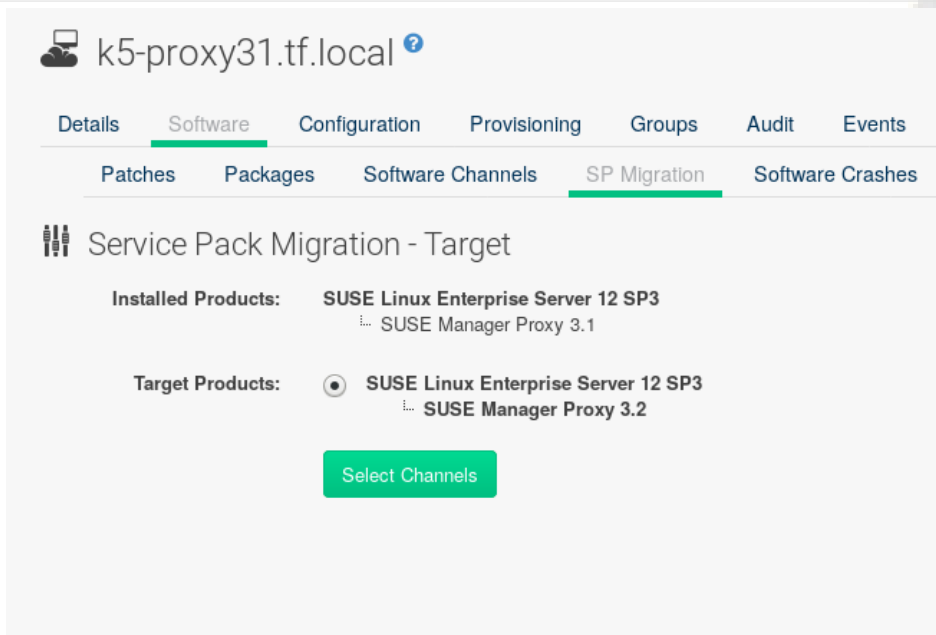 k5-proxy31.tf.local ?
Details Software Configuration Provisioning Groups Audit Events
Patches Packages Software Channels SP Migration Software Crashes
Service Pack Migration - Target
Installed Products: SUSE Linux Enterprise Server 12 SP3
SUSE Manager Proxy 3.1
Target Products: SUSE Linux Enterprise Server 12 SP3
SUSE Manager Proxy 3.2
Select Channels